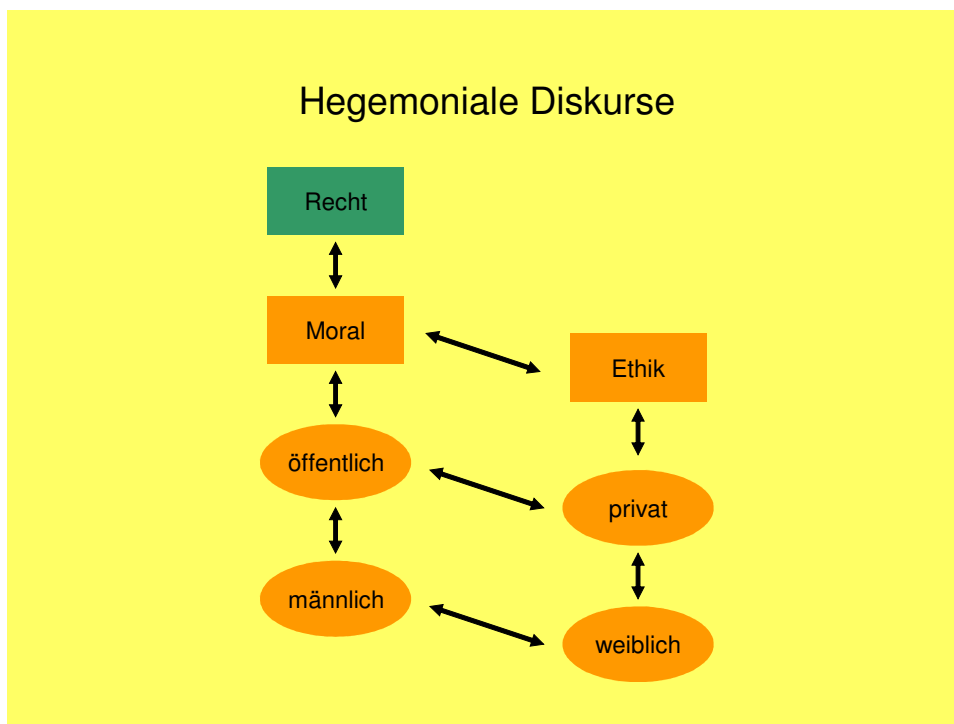 Hegemoniale Diskurse
Recht
Moral
Ethik
öffentlich
privat
männlich
weiblich